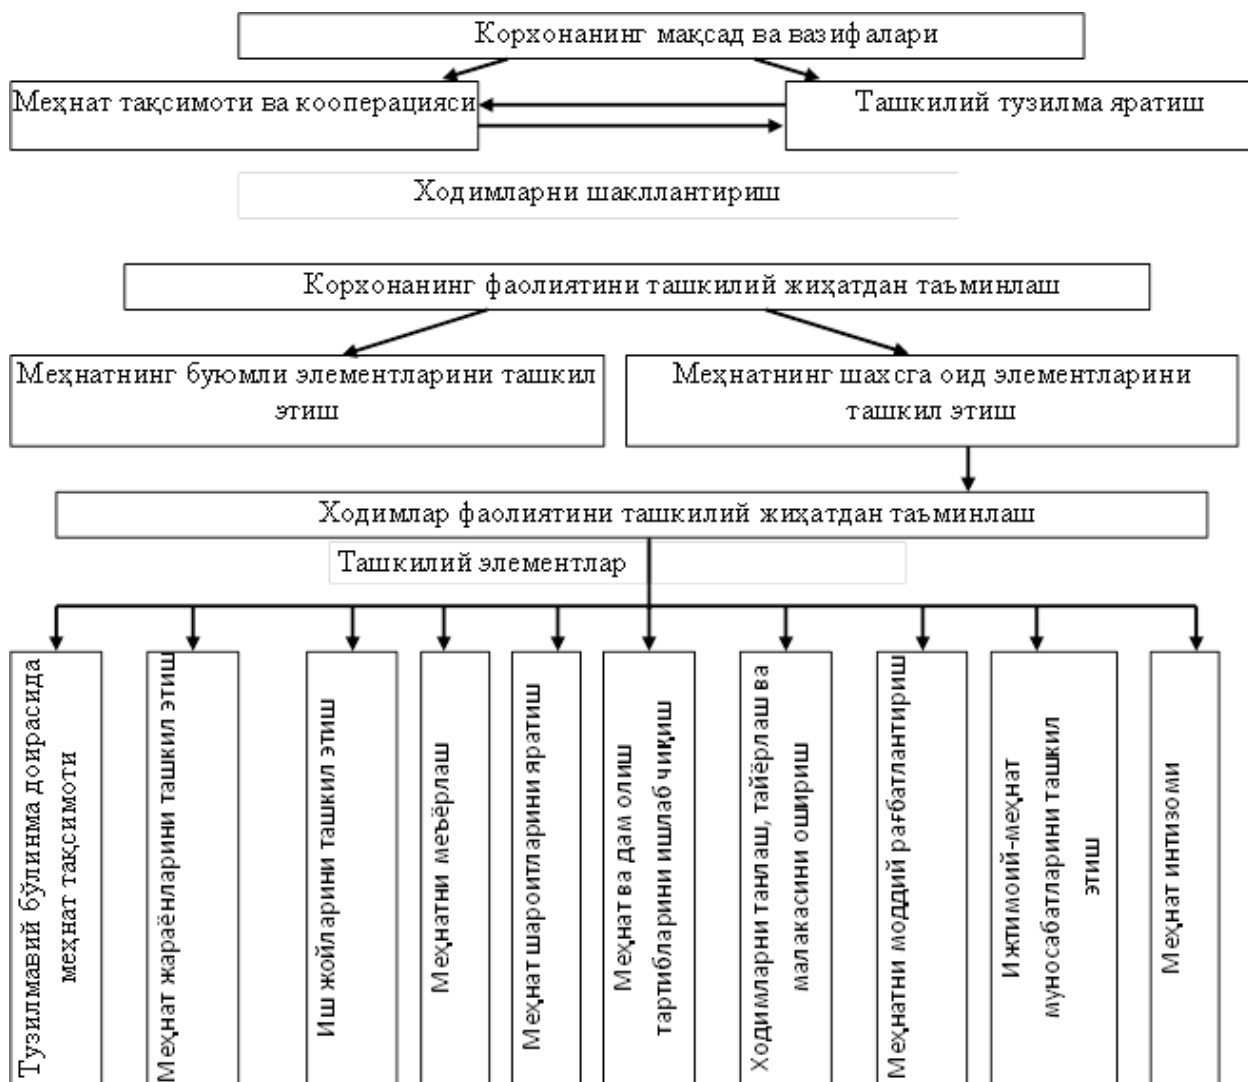 Корхонанинг мақсад ва вазифалари
Меҳнат тақсимоти ва кооперацияси
Ташкилий тузилма яратиш
Ходимларни шакллантириш
Корхонанинг фаолиятини ташкилий жиҳатдан таьминлаш
Меҳнатнинг буюмли элементларини ташкил
этиш
Меҳнатнинг шахсга оид элементларини
ташкил этиш
Ходимлар фаолиятини ташкилий жиҳатдан таьминлаш
Ташкилий элементлар
Тузилмавий бўлинма доирасида
меҳнат тақсимоти
Меҳнат жараёнларини ташкил этиш
Иш жойларини ташкил этиш
Меҳнатни меъёрлаш
Меҳнат шароитларини яратиш
Меҳнат ва дам олиш
тартибларини ишлаб чиқиш
Ходимларни танлаш, тайёрлаш ва
малакасини ошириш
Меҳнатни моддий рағбатлантириш
Ижтимоий-меҳнат
муносабатларини ташкил
этиш
Меҳнат интизоми